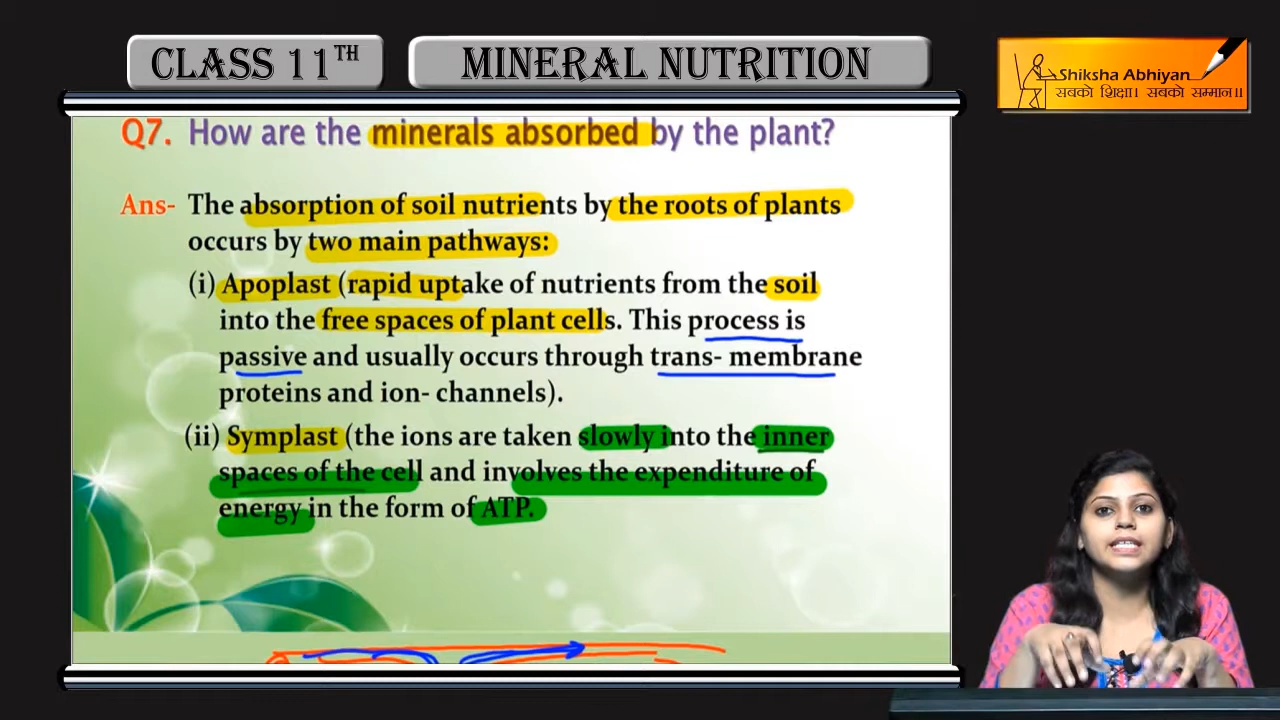 CLASS 11TH
MINERAL NUTRITION
Shiksha Abhiyan
सबको शिक्षा। सबको सम्मान॥
Q7. How are the minerals absorbed by the plant?
Ans- The absorption of soil nutrients by the roots of plants
occurs by two main pathways:
(i) Apoplast (rapid uptake of nutrients from the soil
into the free spaces of plant cells. This process is
passive and usually occurs through trans- membrane
proteins and ion- channels).
(ii) Symplast (the ions are taken slowly into the inner
spaces of the cell and involves the expenditure of
energy in the form of ATP.